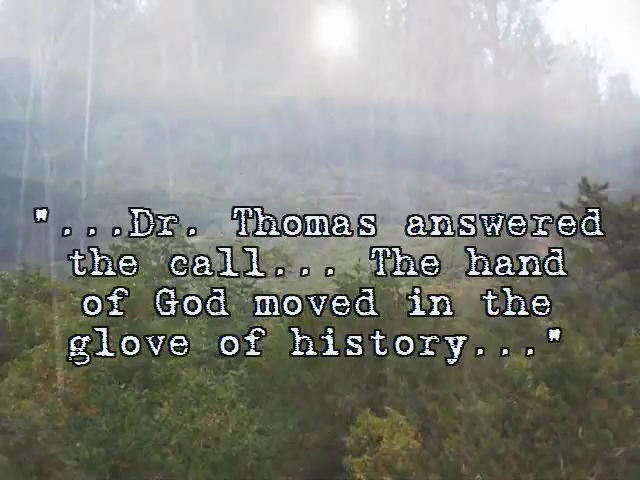 "...Dr. Thomas answered
the call... The hand
of God moved in the
glove of history..."